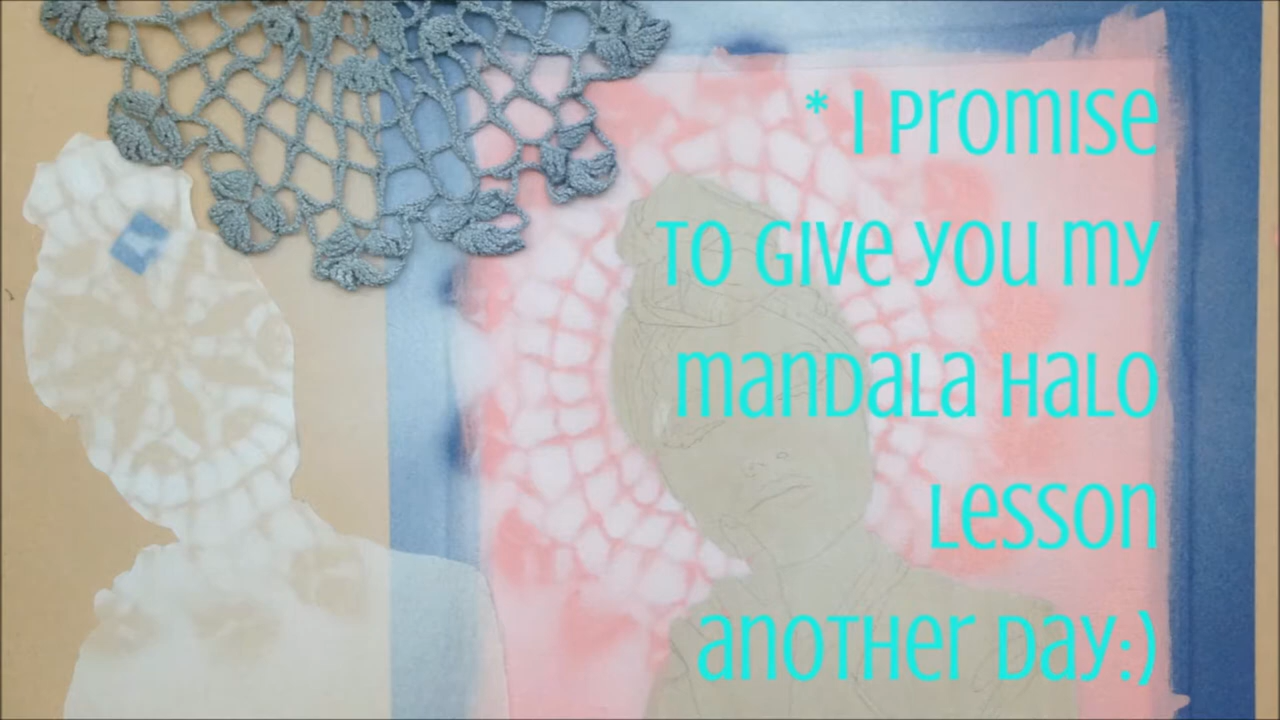 * I Promise
to give you my
mandala halo
lesson
another day:)